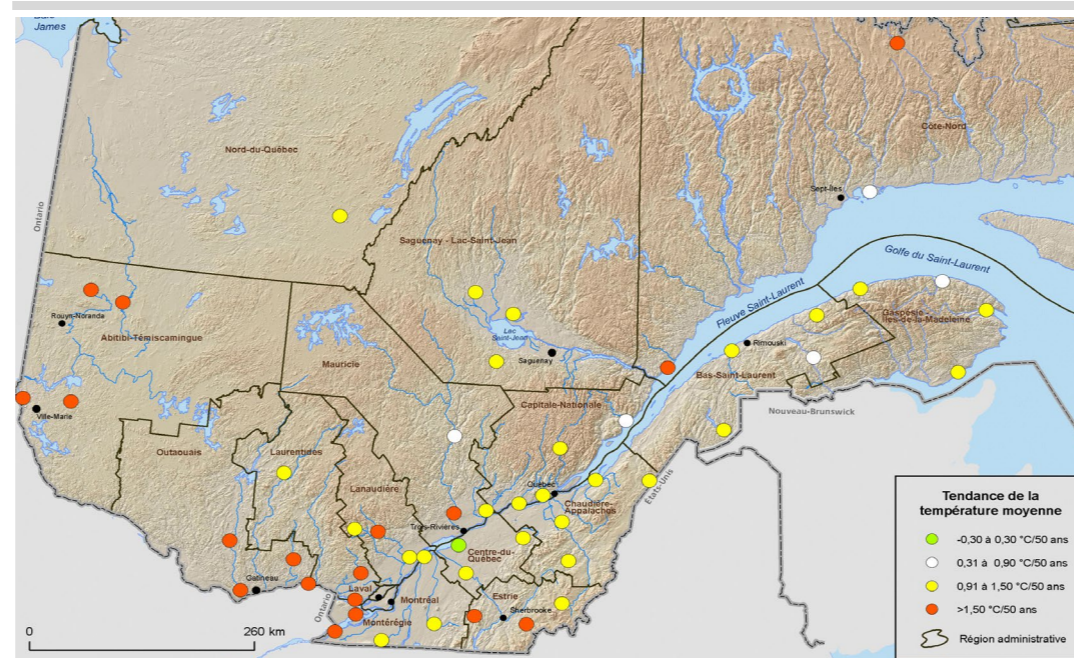 James
Nord-du-Québec
Côte-Nord
Sept-Îles
Ontario
Saguenay - Lac-Saint-Jean
Golfe du Saint-Laurent
Fleuve Saint-Laurent
Rouyn-Noranda
Abitibi-Témiscamingue
Lac
Saint-Jean
Saguenay
Gaspésie
Îles-de-la-Madeleine
Rimouski
Mauricie
Bas-Saint-Laurent
Capitale-Nationale
Nouveau-Brunswick
Ville-Marie
Outaouais
Laurentides
Lanaudière
Québec
États-Unis
Chaudière-
Appalaches
Trois-Rivières
Centre-du-
Québec
Gatineau
Laval
Montréal
Ontario
Montérégie
Estrie
Sherbrooke
0 260 km
Tendance de la
température moyenne
-0,30 à 0,30 °C/50 ans
0,31 à 0,90 °C/50 ans
0,91 à 1,50 °C/50 ans
>1,50 °C/50 ans
Région administrative